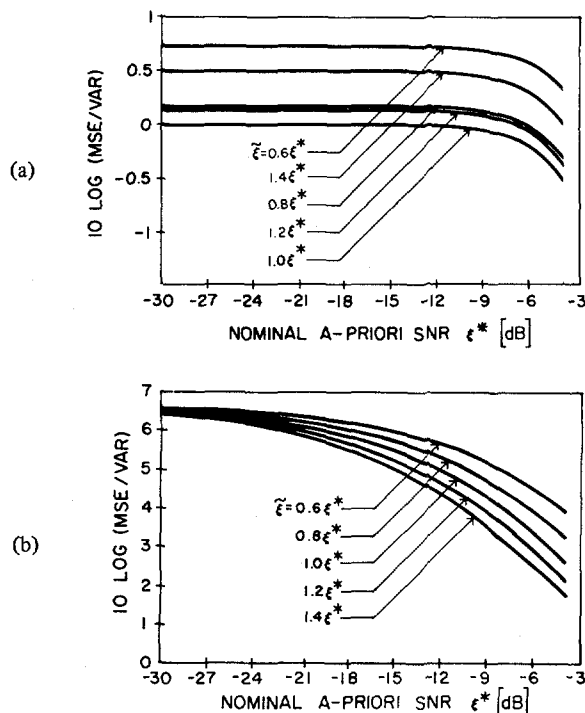 (a)
10 LOG (MSE/VAR)
1
0.5
0
-0.5
-1
ξ̃=0.6ξ*
1.4ξ*
0.8ξ*
1.2ξ*
1.0ξ*
-30 -27 -24 -21 -18 -15 -12 -9 -6 -3
NOMINAL A-PRIORI SNR ξ* [dB]
(b)
10 LOG (MSE/VAR)
7
6
5
4
3
2
1
0
ξ̃=0.6ξ*
0.8ξ*
1.0ξ*
1.2ξ*
1.4ξ*
-30 -27 -24 -21 -18 -15 -12 -9 -6 -3
NOMINAL A-PRIORI SNR ξ* [dB]